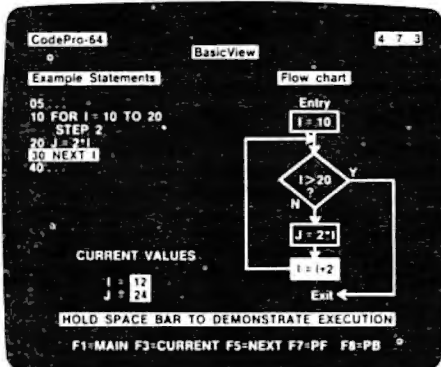 CodePro-64
4 7 3
BasicView
Example Statements
Flow chart
05
10 FOR I = 10 TO 20
STEP 2
20 J = 2*I
30 NEXT I
40
Entry
I = 10
I > 20
?
Y
N
J = 2*I
I = I+2
Exit
CURRENT VALUES
I = 12
J = 24
HOLD SPACE BAR TO DEMONSTRATE EXECUTION
F1=MAIN F3=CURRENT F5=NEXT F7=PF F8=PB